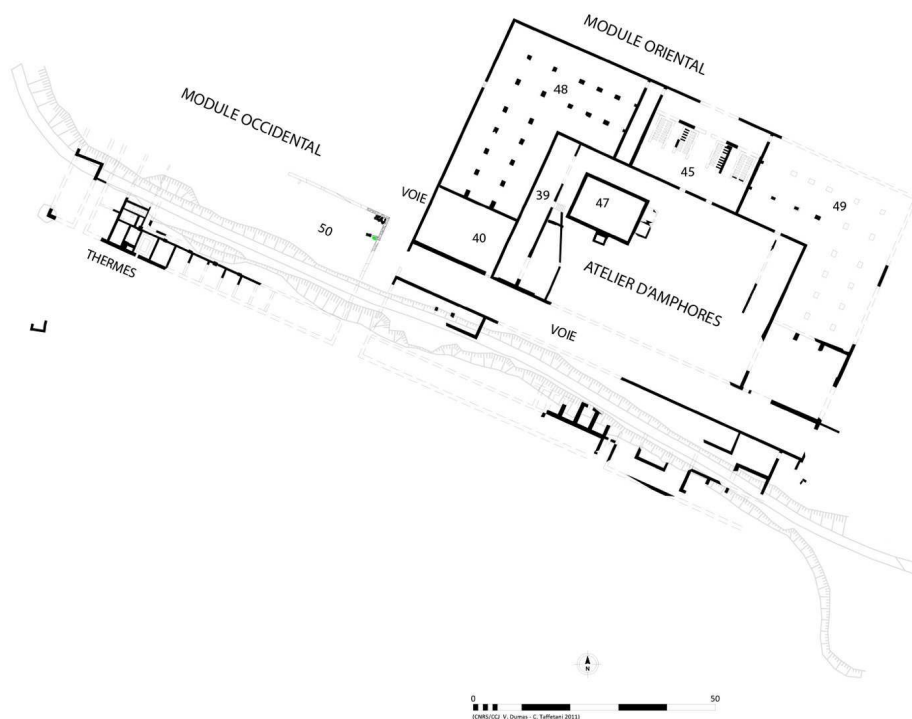 MODULE ORIENTAL
MODULE OCCIDENTAL
48
45
49
39
47
VOIE
50
40
ATELIER D'AMPHORES
THERMES
VOIE
N
0
50
(CNRS/CCJ V. Dumas - C. Taffetani 2011)